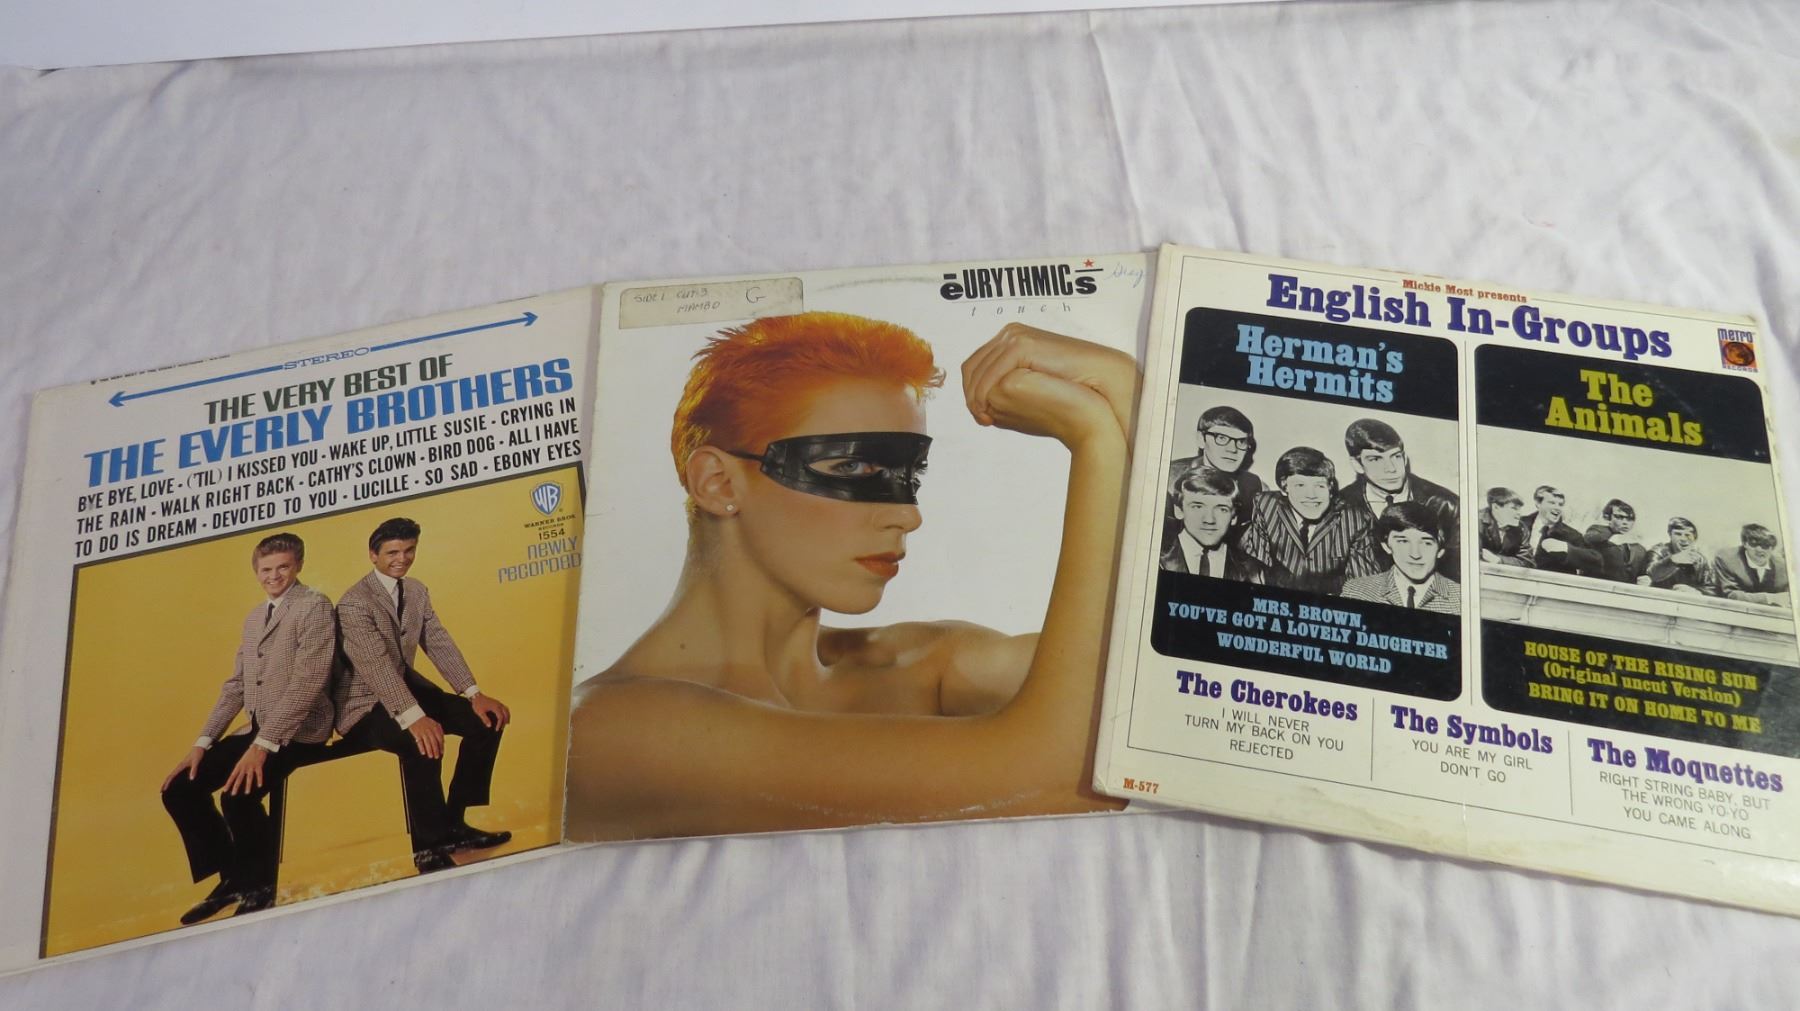 STEREO
THE VERY BEST OF
THE EVERLY BROTHERS
BYE BYE, LOVE • ('TIL) I KISSED YOU • WAKE UP, LITTLE SUSIE • CRYING IN
THE RAIN • WALK RIGHT BACK • CATHY'S CLOWN • BIRD DOG • ALL I HAVE
TO DO IS DREAM • DEVOTED TO YOU • LUCILLE • SO SAD • EBONY EYES
WB
WARNER BROS
RECORDS
1554
newly
recorded
SIDE 1 CUT 3 G
MAMBO
eURYTHMICs
touch
Greg
Mickie Most presents
English In-Groups
metro
RECORDS
Herman's
Hermits
MRS. BROWN,
YOU'VE GOT A LOVELY DAUGHTER
WONDERFUL WORLD
The
Animals
HOUSE OF THE RISING SUN
(Original uncut Version)
BRING IT ON HOME TO ME
The Cherokees
I WILL NEVER
TURN MY BACK ON YOU
REJECTED
The Symbols
YOU ARE MY GIRL
DON'T GO
The Moquettes
RIGHT STRING BABY, BUT
THE WRONG YO-YO
YOU CAME ALONG
M-577